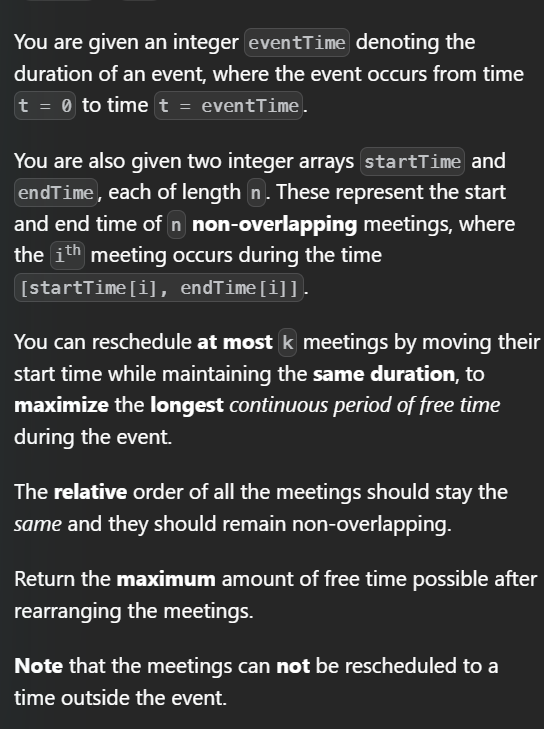 You are given an integer eventTime denoting the
duration of an event, where the event occurs from time
t = 0 to time t = eventTime.
You are also given two integer arrays startTime and
endTime, each of length n. These represent the start
and end time of n non-overlapping meetings, where
the ith meeting occurs during the time
[startTime[i], endTime[i]].
You can reschedule at most k meetings by moving their
start time while maintaining the same duration, to
maximize the longest continuous period of free time
during the event.
The relative order of all the meetings should stay the
same and they should remain non-overlapping.
Return the maximum amount of free time possible after
rearranging the meetings.
Note that the meetings can not be rescheduled to a
time outside the event.